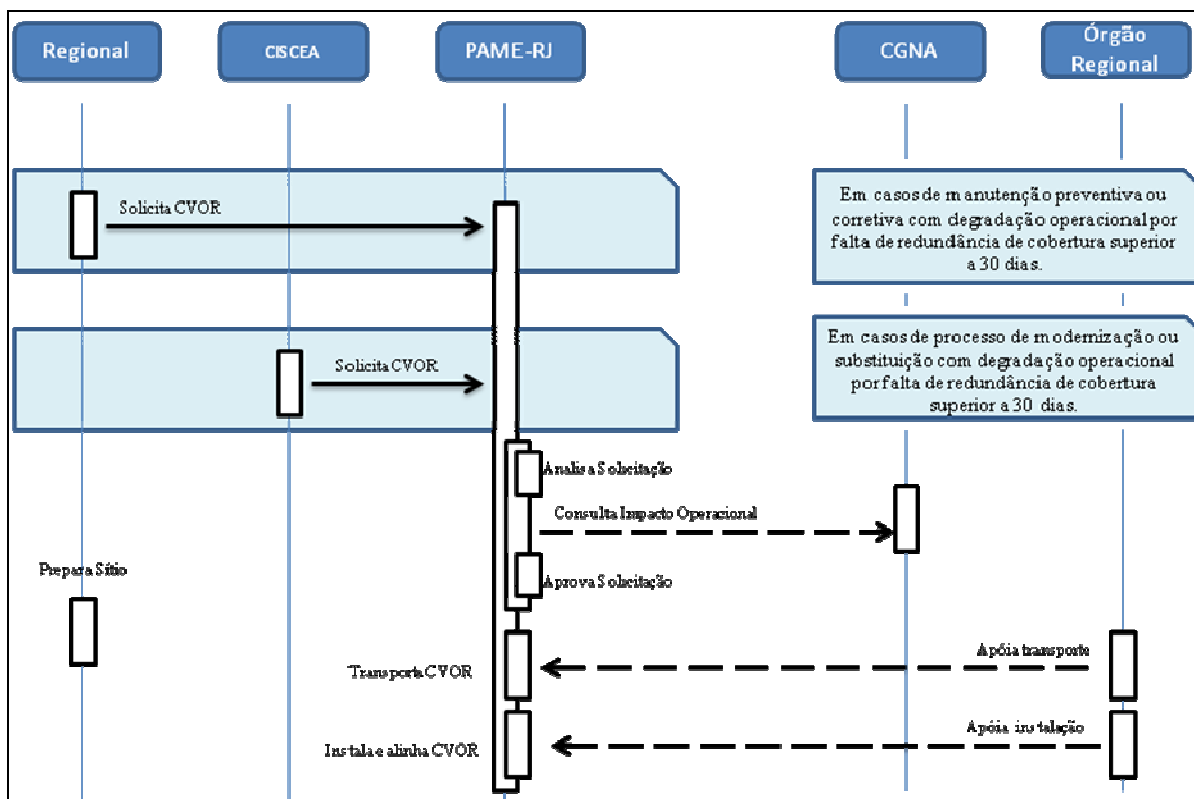 Regional
CISCEA
PAME-RJ
CGNA
Órgão
Regional
Solicita CVOR
Em casos de manutenção preventiva ou
corretiva com degradação operacional por
falta de redundância de cobertura superior
a 30 dias.
Solicita CVOR
Em casos de processo de modernização ou
substituição com degradação operacional
por falta de redundância de cobertura
superior a 30 dias.
Analisa Solicitação
Consulta Impacto Operacional
Aprova Solicitação
Prepara Sítio
Apóia transporte
Transporta CVOR
Apóia instalação
Instala e alinha CVOR